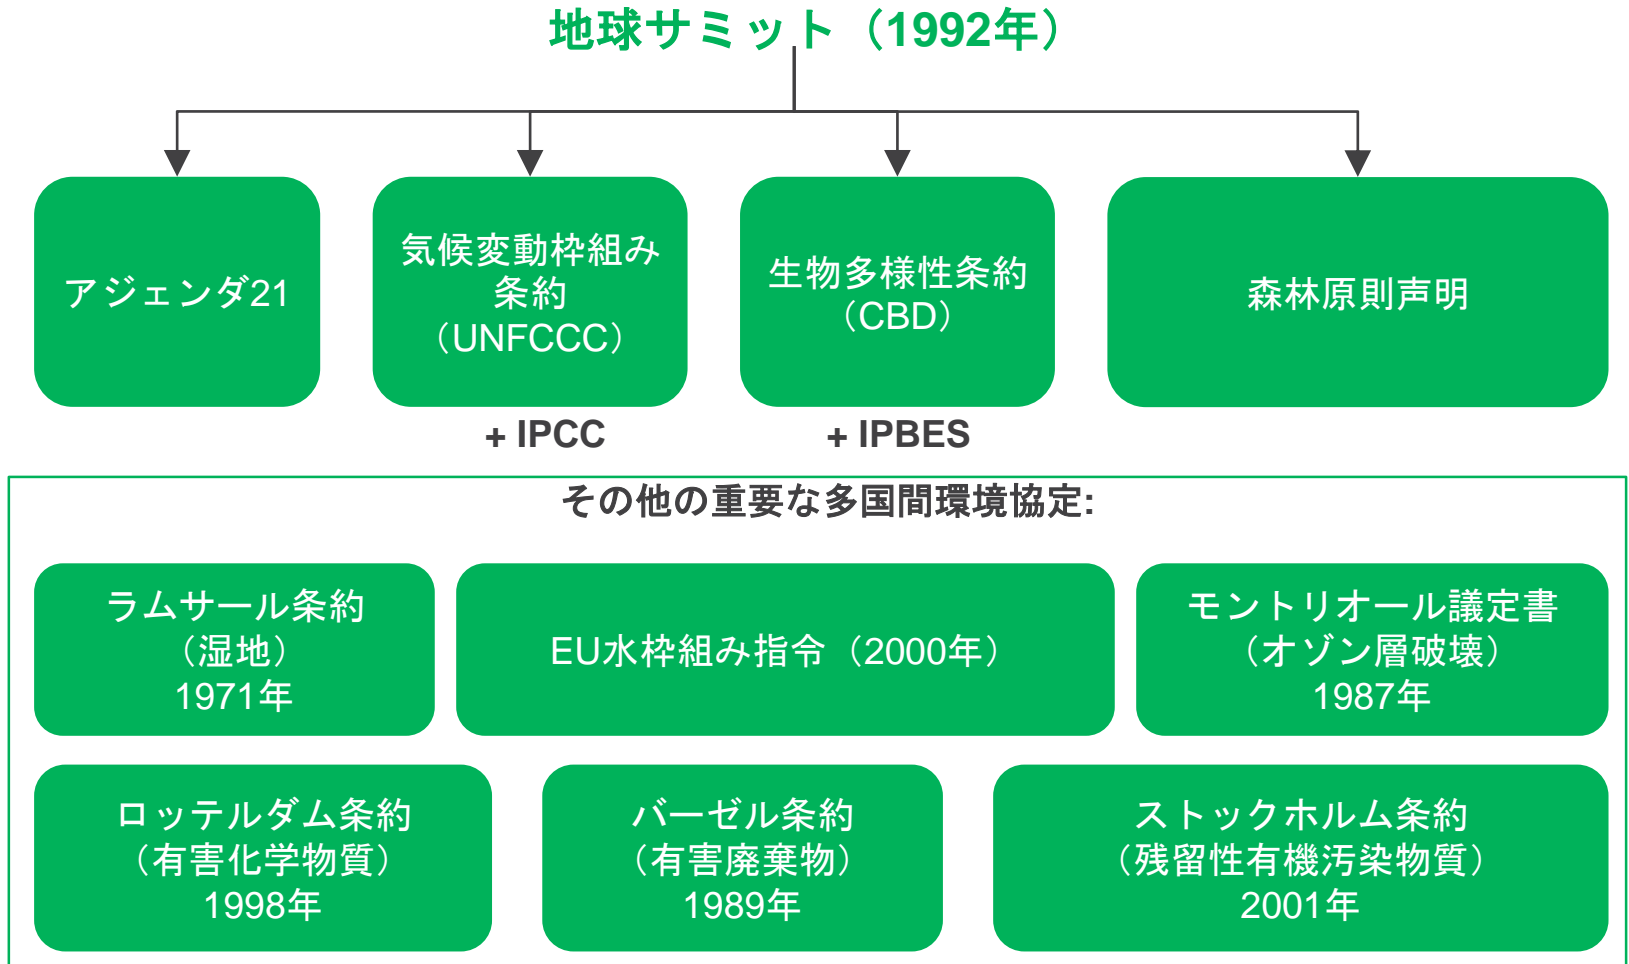 地球サミット（1992年）
アジェンダ21
気候変動枠組み
条約
（UNFCCC）
生物多様性条約
（CBD）
森林原則声明
+ IPCC
+ IPBES
その他の重要な多国間環境協定:
ラムサール条約
（湿地）
1971年
EU水枠組み指令（2000年）
モントリオール議定書
（オゾン層破壊）
1987年
ロッテルダム条約
（有害化学物質）
1998年
バーゼル条約
（有害廃棄物）
1989年
ストックホルム条約
（残留性有機汚染物質）
2001年